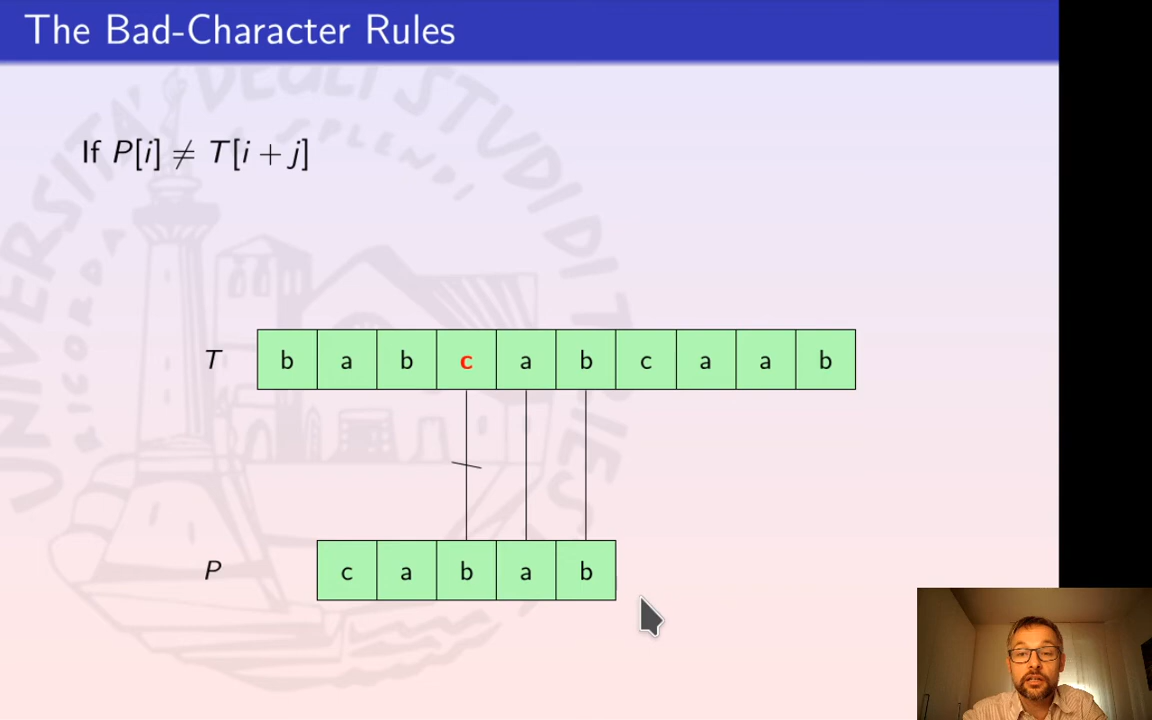 The Bad-Character Rules
If P[i] ≠ T[i + j]
T b a b c a b c a a b
P c a b a b